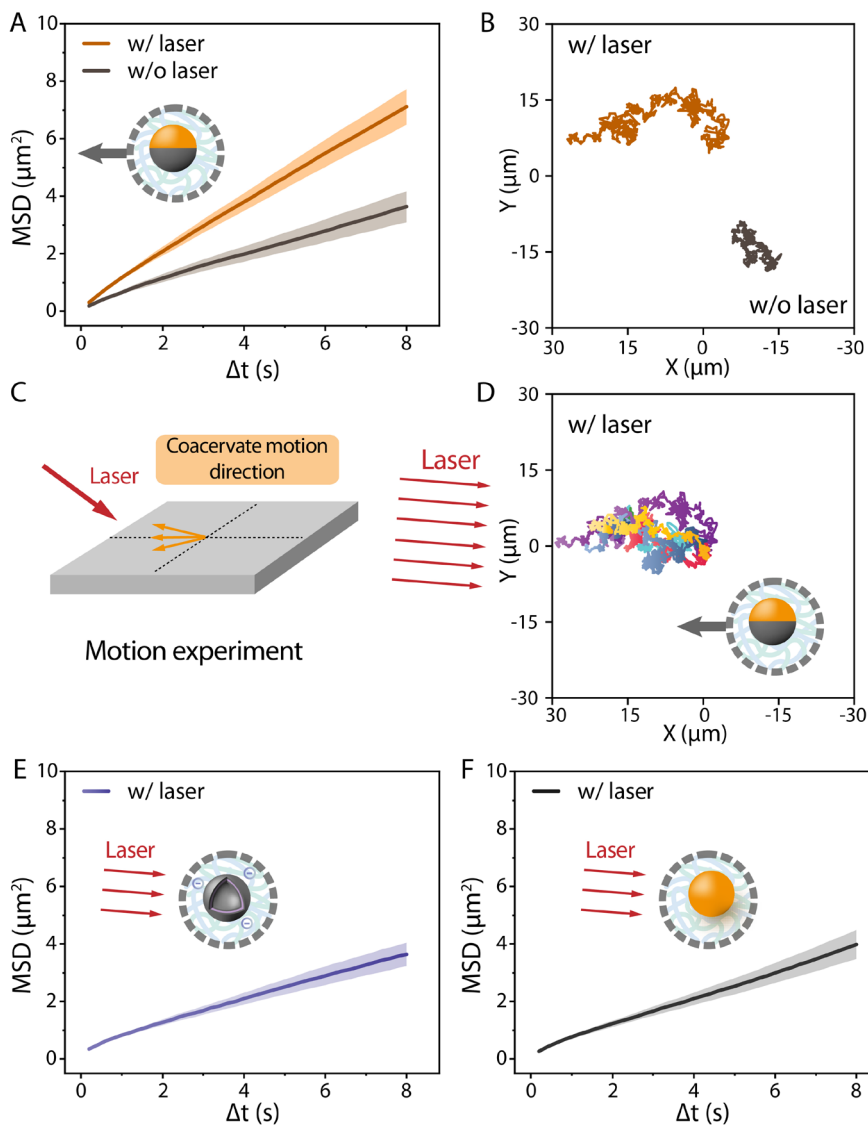 A
10
8
6
4
2
0
MSD (μm²)
w/ laser
w/o laser
0
2
4
6
8
Δt (s)
B
30
15
0
-15
-30
Y (μm)
w/ laser
w/o laser
30
15
0
-15
-30
X (μm)
C
Laser
Coacervate motion
direction
Laser
Motion experiment
D
30
15
0
-15
-30
Y (μm)
w/ laser
30
15
0
-15
-30
X (μm)
E
10
8
6
4
2
0
MSD (μm²)
w/ laser
Laser
−
−
−
0
2
4
6
8
Δt (s)
F
10
8
6
4
2
0
MSD (μm²)
w/ laser
Laser
0
2
4
6
8
Δt (s)